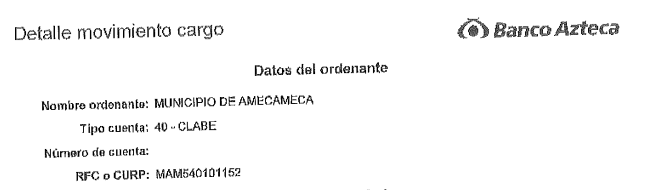 Detalle movimiento cargo
Banco Azteca
Datos del ordenante
Nombre ordenante: MUNICIPIO DE AMECAMECA
Tipo cuenta: 40 - CLABE
Número de cuenta:
RFC o CURP: MAM540101152